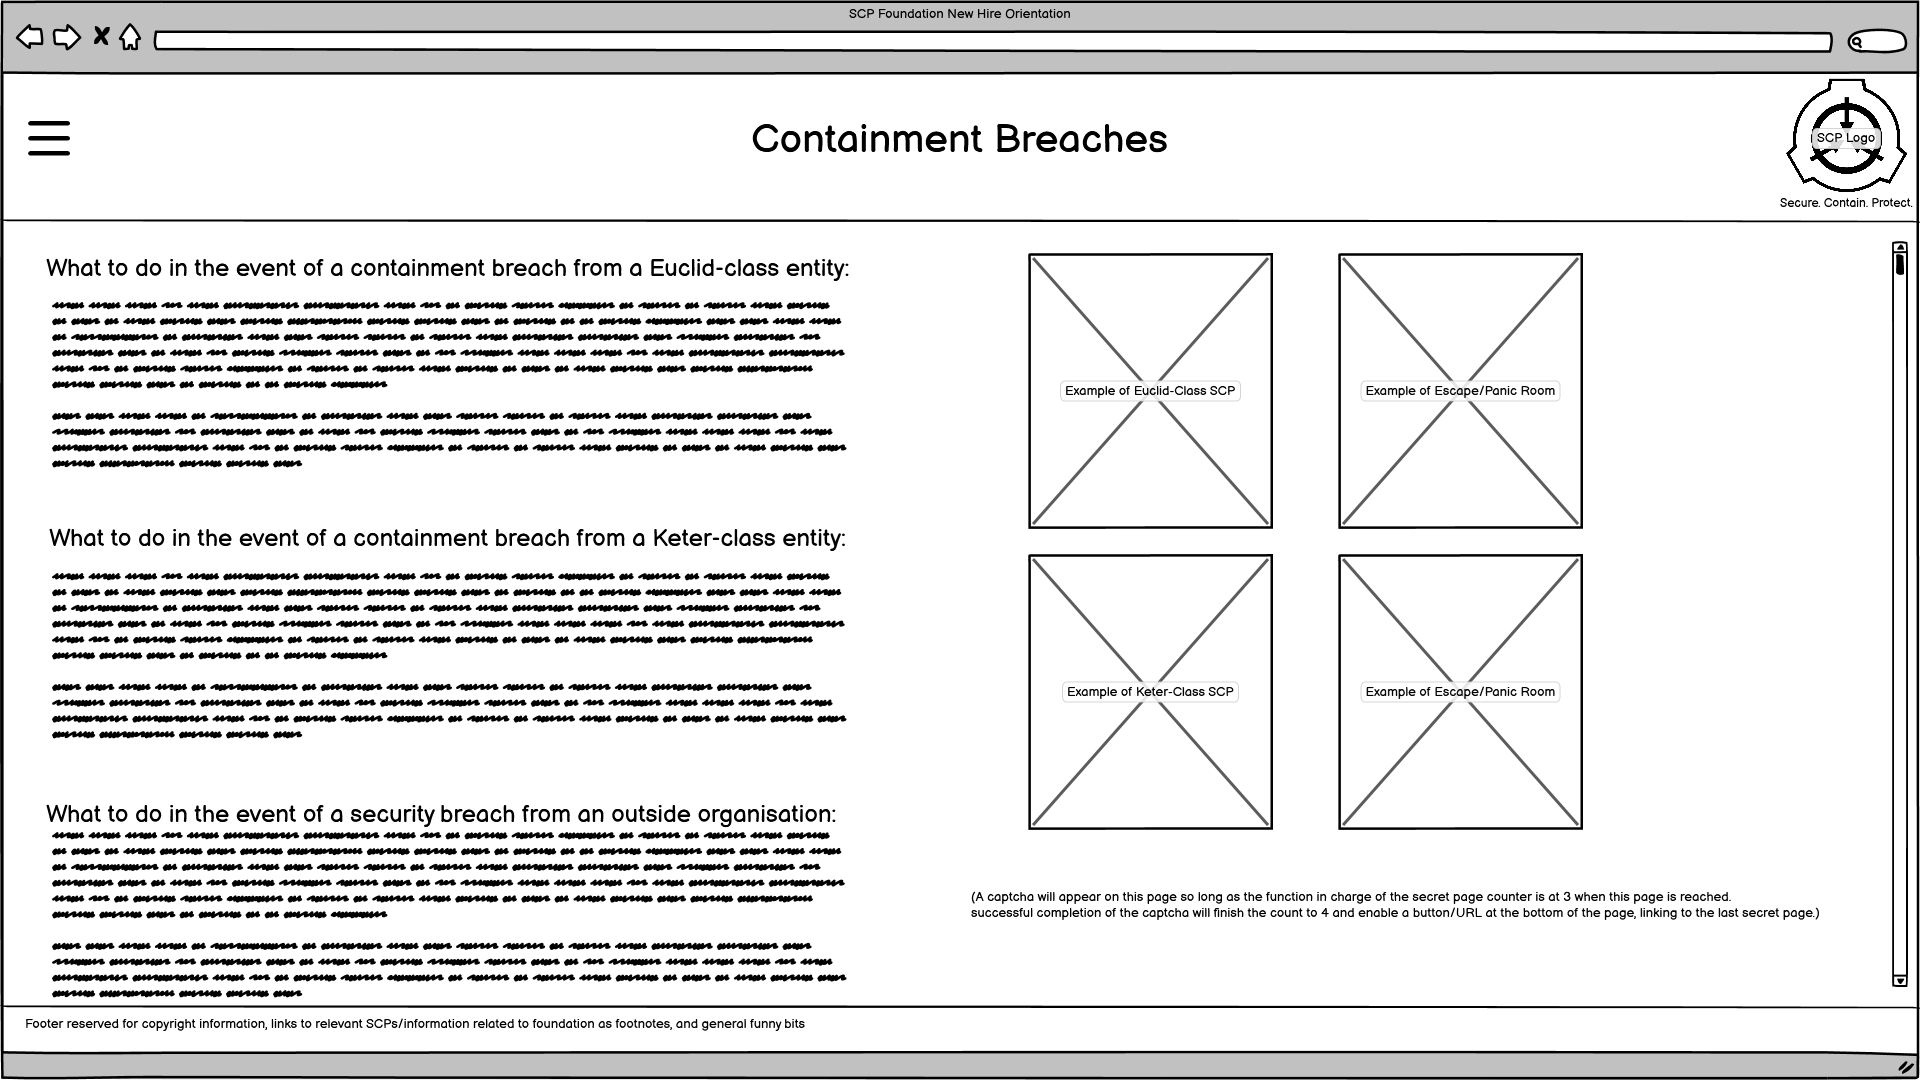 SCP Foundation New Hire Orientation
Containment Breaches
SCP Logo
Secure. Contain. Protect.
What to do in the event of a containment breach from a Euclid-class entity:
What to do in the event of a containment breach from a Keter-class entity:
What to do in the event of a security breach from an outside organisation:
Example of Euclid-Class SCP
Example of Escape/Panic Room
Example of Keter-Class SCP
Example of Escape/Panic Room
(A captcha will appear on this page so long as the function in charge of the secret page counter is at 3 when this page is reached.
successful completion of the captcha will finish the count to 4 and enable a button/URL at the bottom of the page, linking to the last secret page.)
Footer reserved for copyright information, links to relevant SCPs/information related to foundation as footnotes, and general funny bits